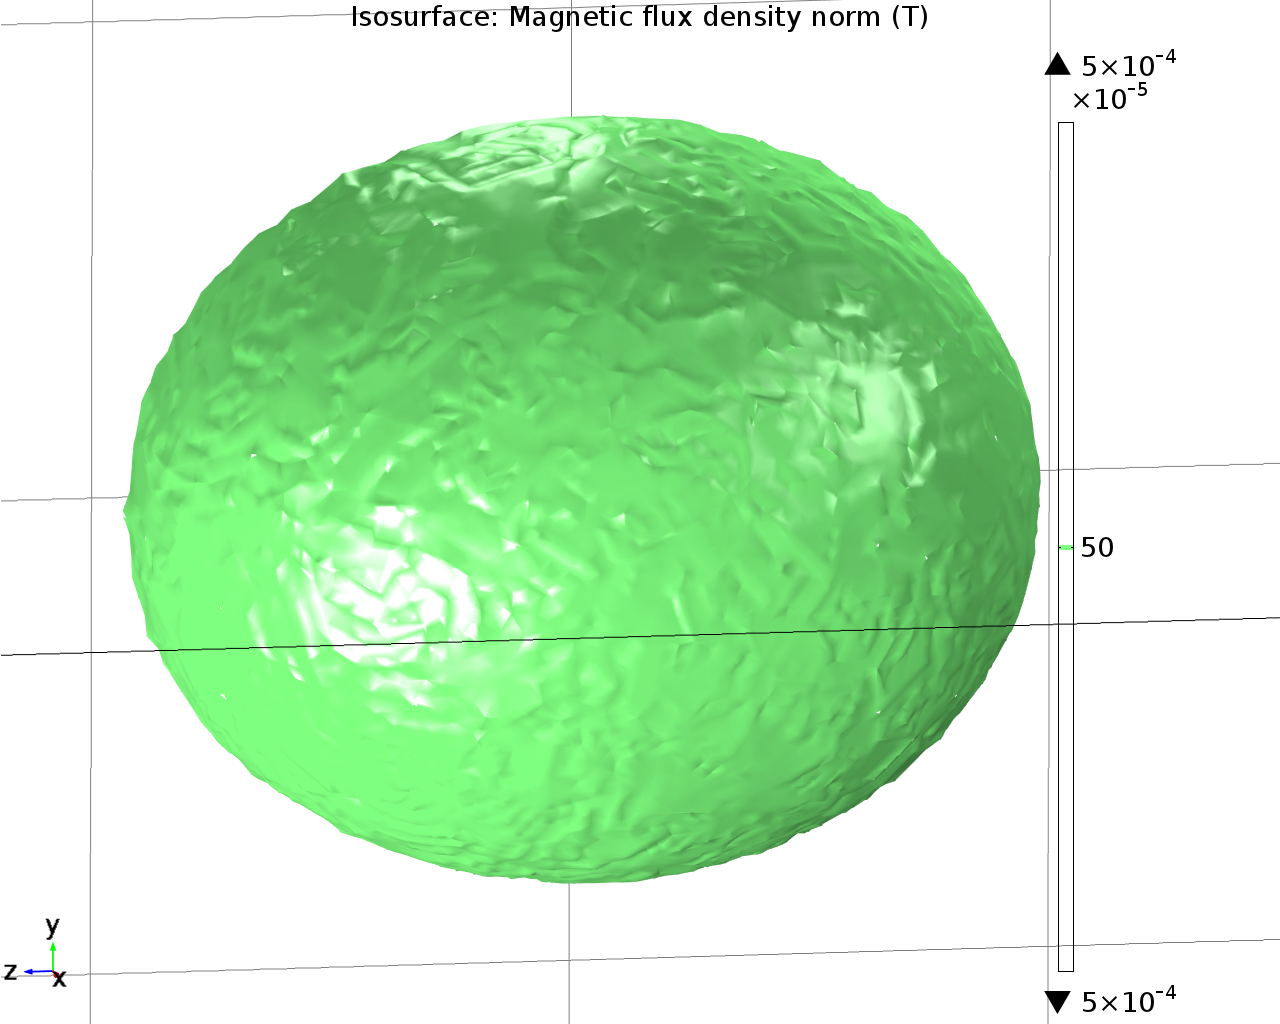 Isosurface: Magnetic flux density norm (T)
5×10⁻⁴
×10⁻⁵
50
y
z
x
5×10⁻⁴